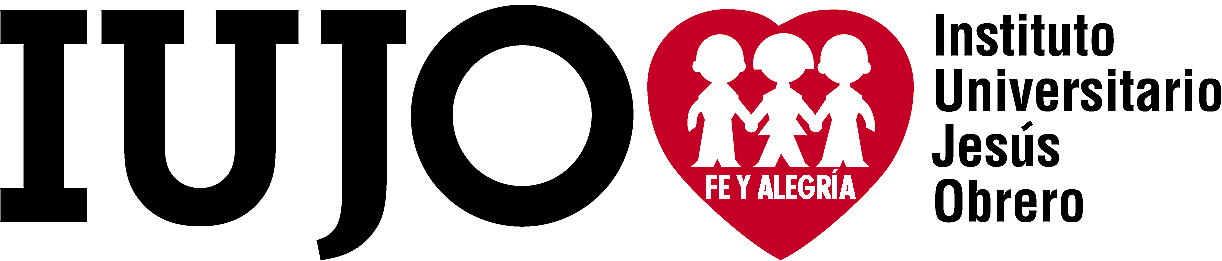 IUJO
FE Y ALEGRÍA
Instituto
Universitario
Jesús
Obrero